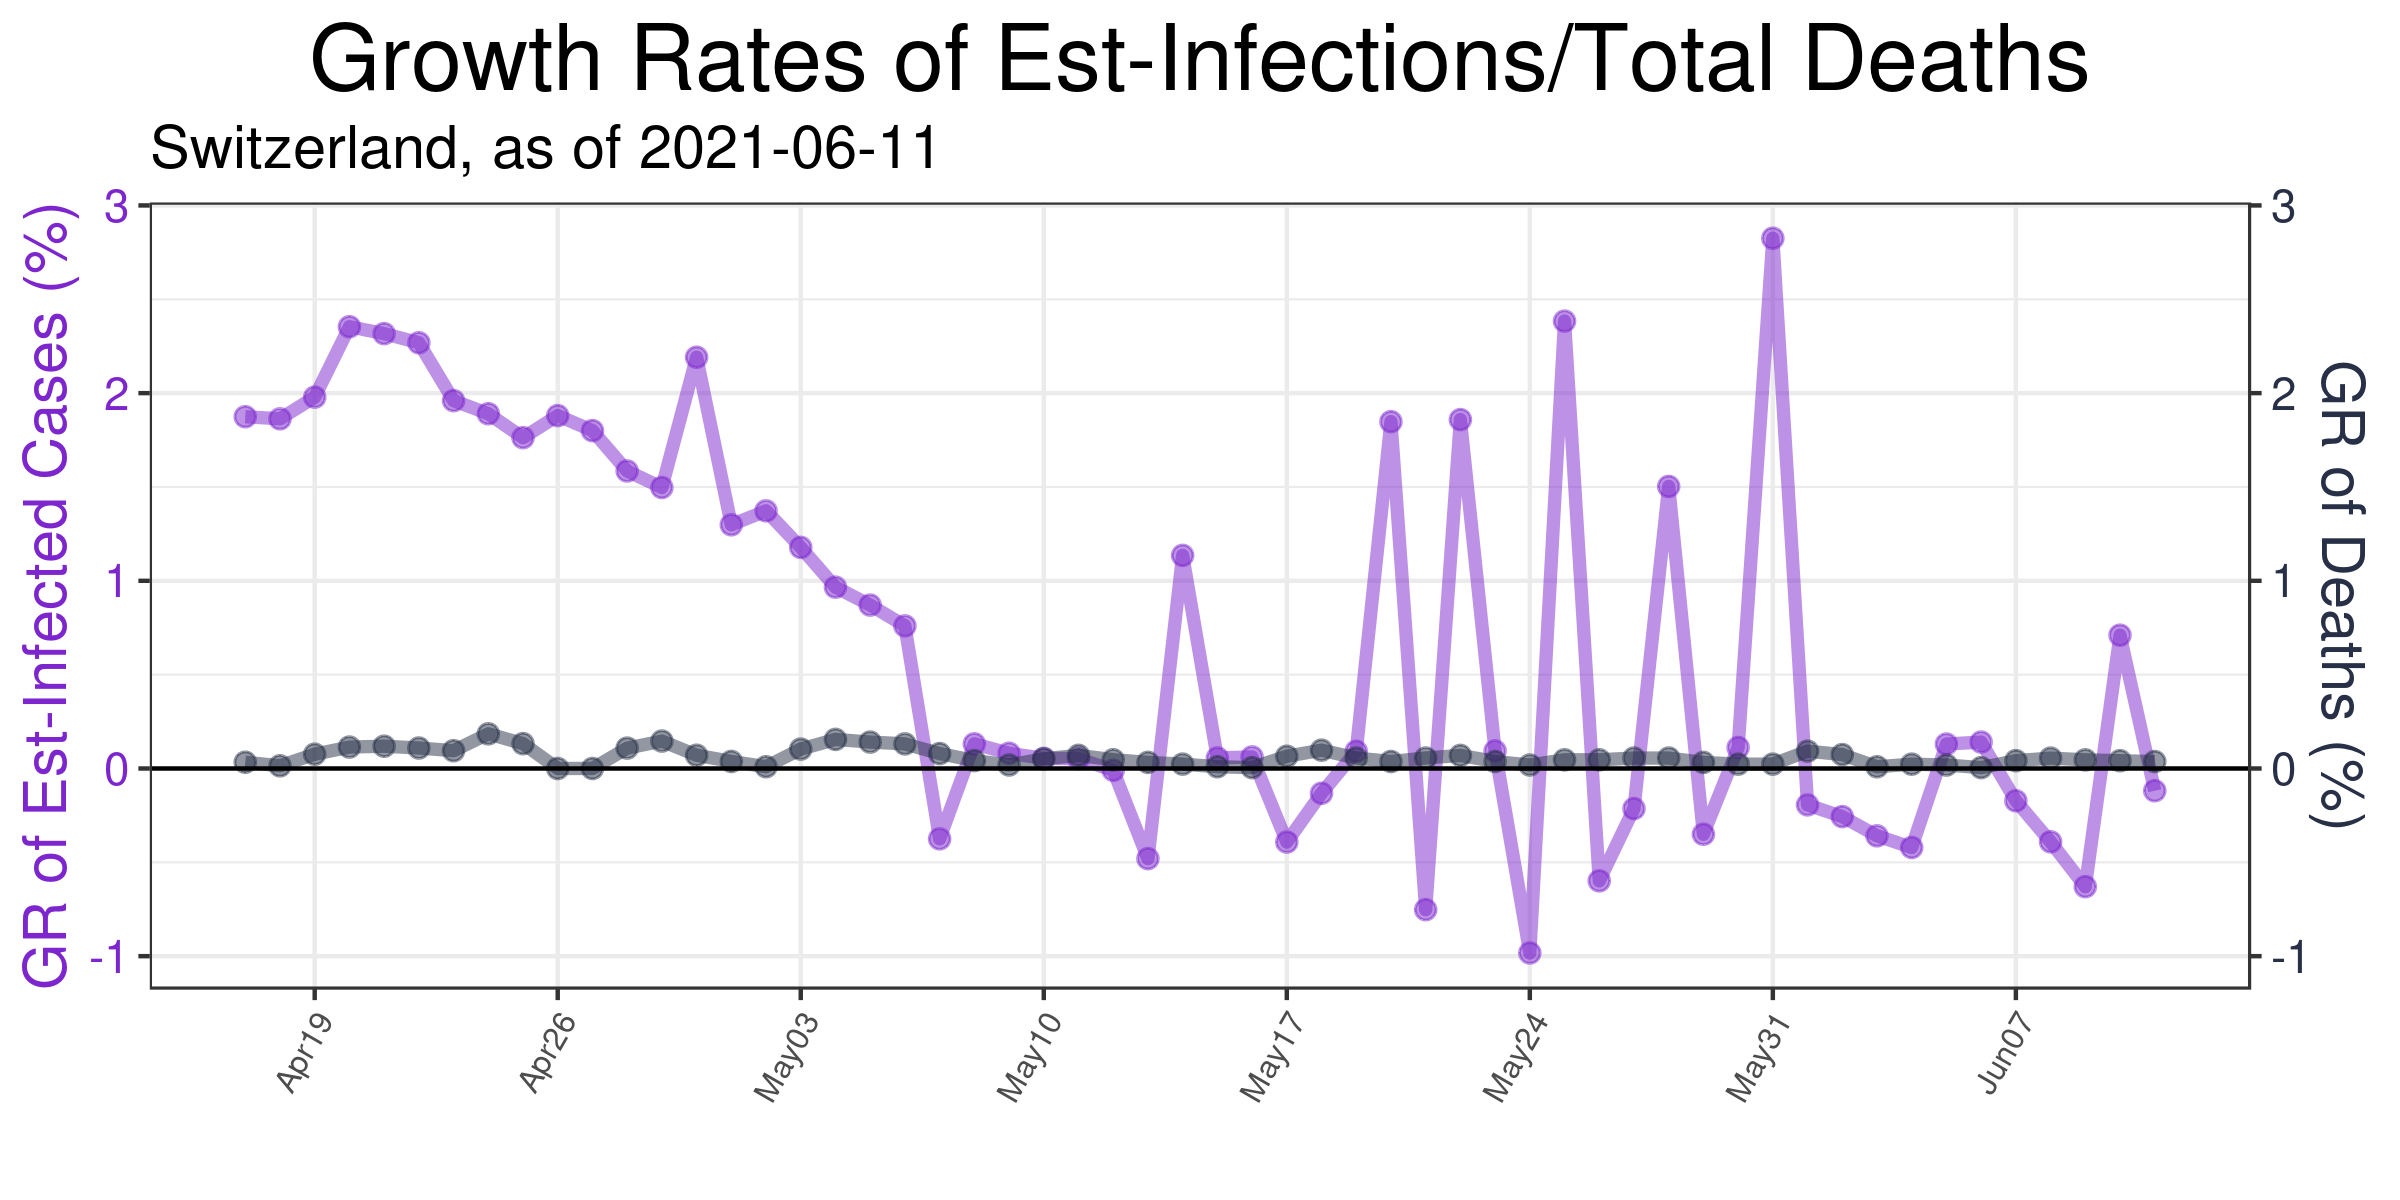 Growth Rates of Est-Infections/Total Deaths
Switzerland, as of 2021-06-11
GR of Est-Infected Cases (%)
3
2
1
0
-1
3
2
1
0
-1
GR of Deaths (%)
Apr19
Apr26
May03
May10
May17
May24
May31
Jun07